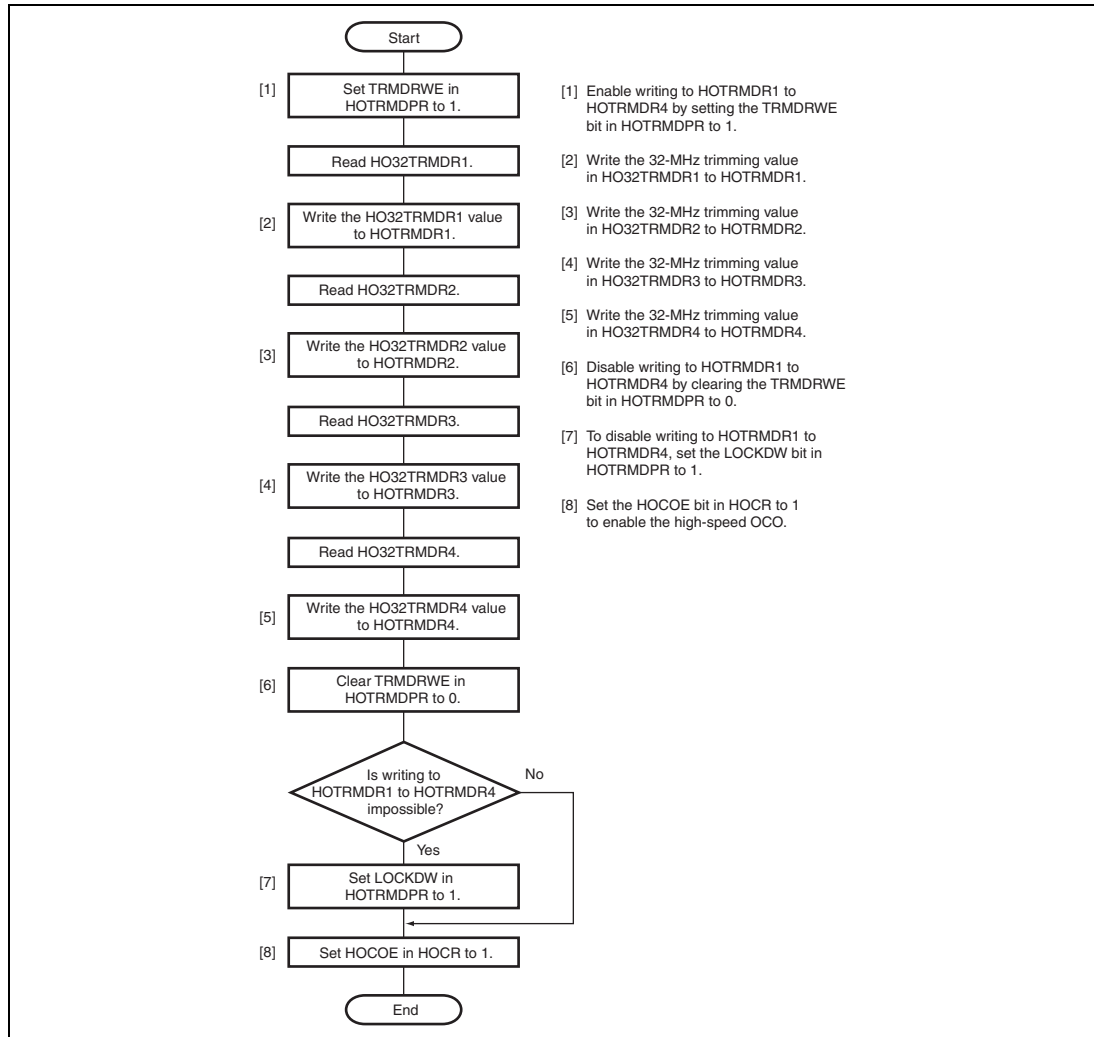 Start
[1]
Set TRMDRWE in
HOTRMDPR to 1.
Read HO32TRMDR1.
[2]
Write the HO32TRMDR1 value
to HOTRMDR1.
Read HO32TRMDR2.
[3]
Write the HO32TRMDR2 value
to HOTRMDR2.
Read HO32TRMDR3.
[4]
Write the HO32TRMDR3 value
to HOTRMDR3.
Read HO32TRMDR4.
[5]
Write the HO32TRMDR4 value
to HOTRMDR4.
[6]
Clear TRMDRWE in
HOTRMDPR to 0.
Is writing to
HOTRMDR1 to HOTRMDR4
impossible?
No
Yes
[7]
Set LOCKDW in
HOTRMDPR to 1.
[8]
Set HOCOE in HOCR to 1.
End
[1] Enable writing to HOTRMDR1 to
HOTRMDR4 by setting the TRMDRWE
bit in HOTRMDPR to 1.
[2] Write the 32-MHz trimming value
in HO32TRMDR1 to HOTRMDR1.
[3] Write the 32-MHz trimming value
in HO32TRMDR2 to HOTRMDR2.
[4] Write the 32-MHz trimming value
in HO32TRMDR3 to HOTRMDR3.
[5] Write the 32-MHz trimming value
in HO32TRMDR4 to HOTRMDR4.
[6] Disable writing to HOTRMDR1 to
HOTRMDR4 by clearing the TRMDRWE
bit in HOTRMDPR to 0.
[7] To disable writing to HOTRMDR1 to
HOTRMDR4, set the LOCKDW bit in
HOTRMDPR to 1.
[8] Set the HOCOE bit in HOCR to 1
to enable the high-speed OCO.